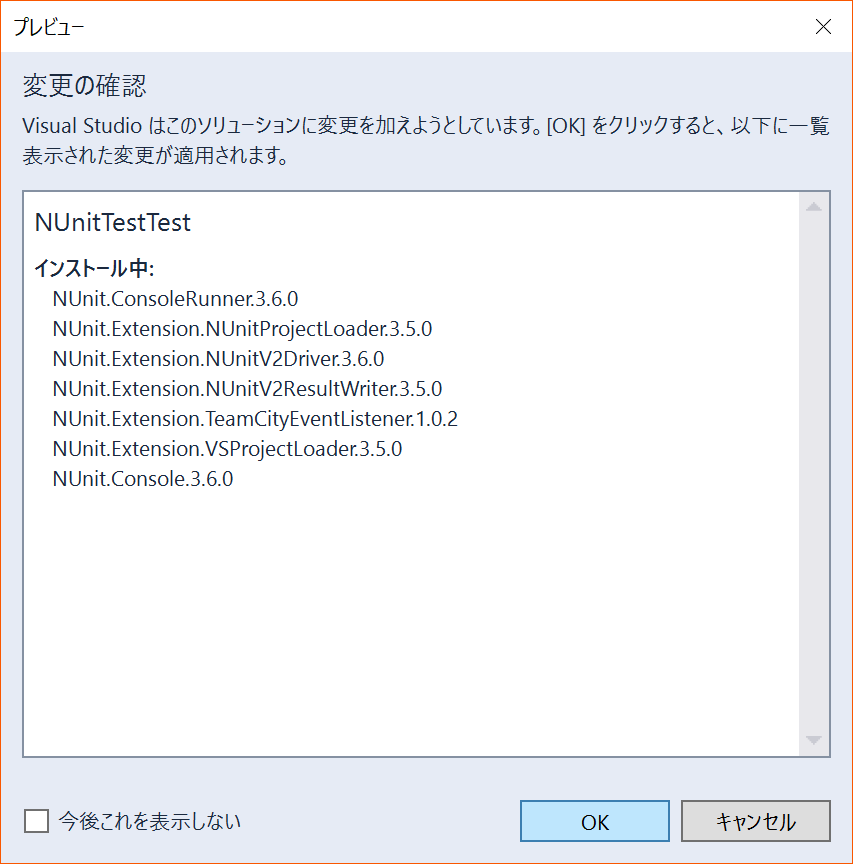 プレビュー
変更の確認
Visual Studio はこのソリューションに変更を加えようとしています。[OK] をクリックすると、以下に一覧
表示された変更が適用されます。
NUnitTestTest
インストール中:
NUnit.ConsoleRunner.3.6.0
NUnit.Extension.NUnitProjectLoader.3.5.0
NUnit.Extension.NUnitV2Driver.3.6.0
NUnit.Extension.NUnitV2ResultWriter.3.5.0
NUnit.Extension.TeamCityEventListener.1.0.2
NUnit.Extension.VSProjectLoader.3.5.0
NUnit.Console.3.6.0
今後これを表示しない
OK
キャンセル